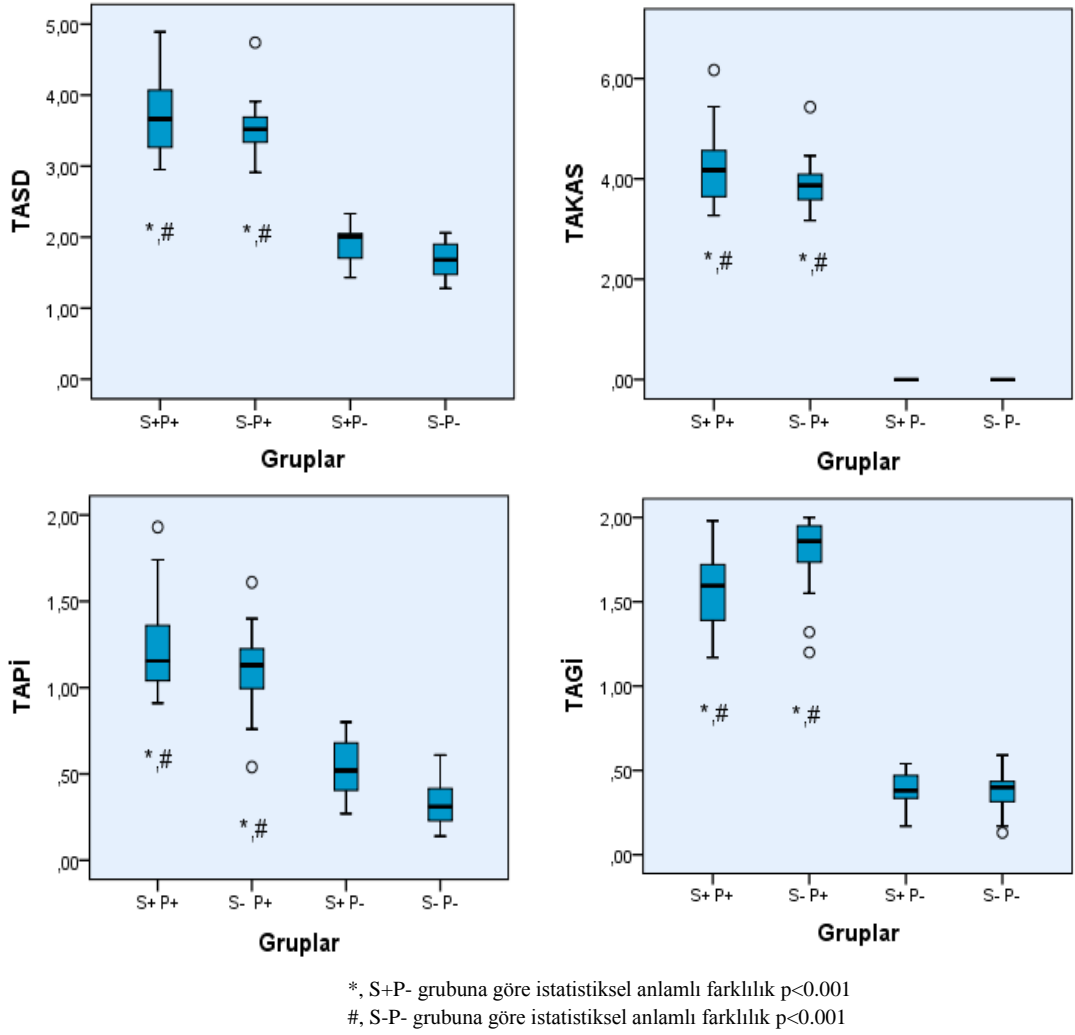 5,00
4,00
3,00
2,00
1,00
,00
TASD
*,#
*,#
S+P+ S-P+ S+P- S-P-
Gruplar
6,00
4,00
2,00
,00
TAKAS
*,#
*,#
S+ P+ S- P+ S+ P- S- P-
Gruplar
2,00
1,50
1,00
,50
,00
TAPİ
*,#
*,#
S+ P+ S- P+ S+ P- S- P-
Gruplar
2,00
1,50
1,00
,50
,00
TAGİ
*,#
*,#
S+ P+ S- P+ S+ P- S- P-
Gruplar
*, S+P- grubuna göre istatistiksel anlamlı farklılık p<0.001
#, S-P- grubuna göre istatistiksel anlamlı farklılık p<0.001